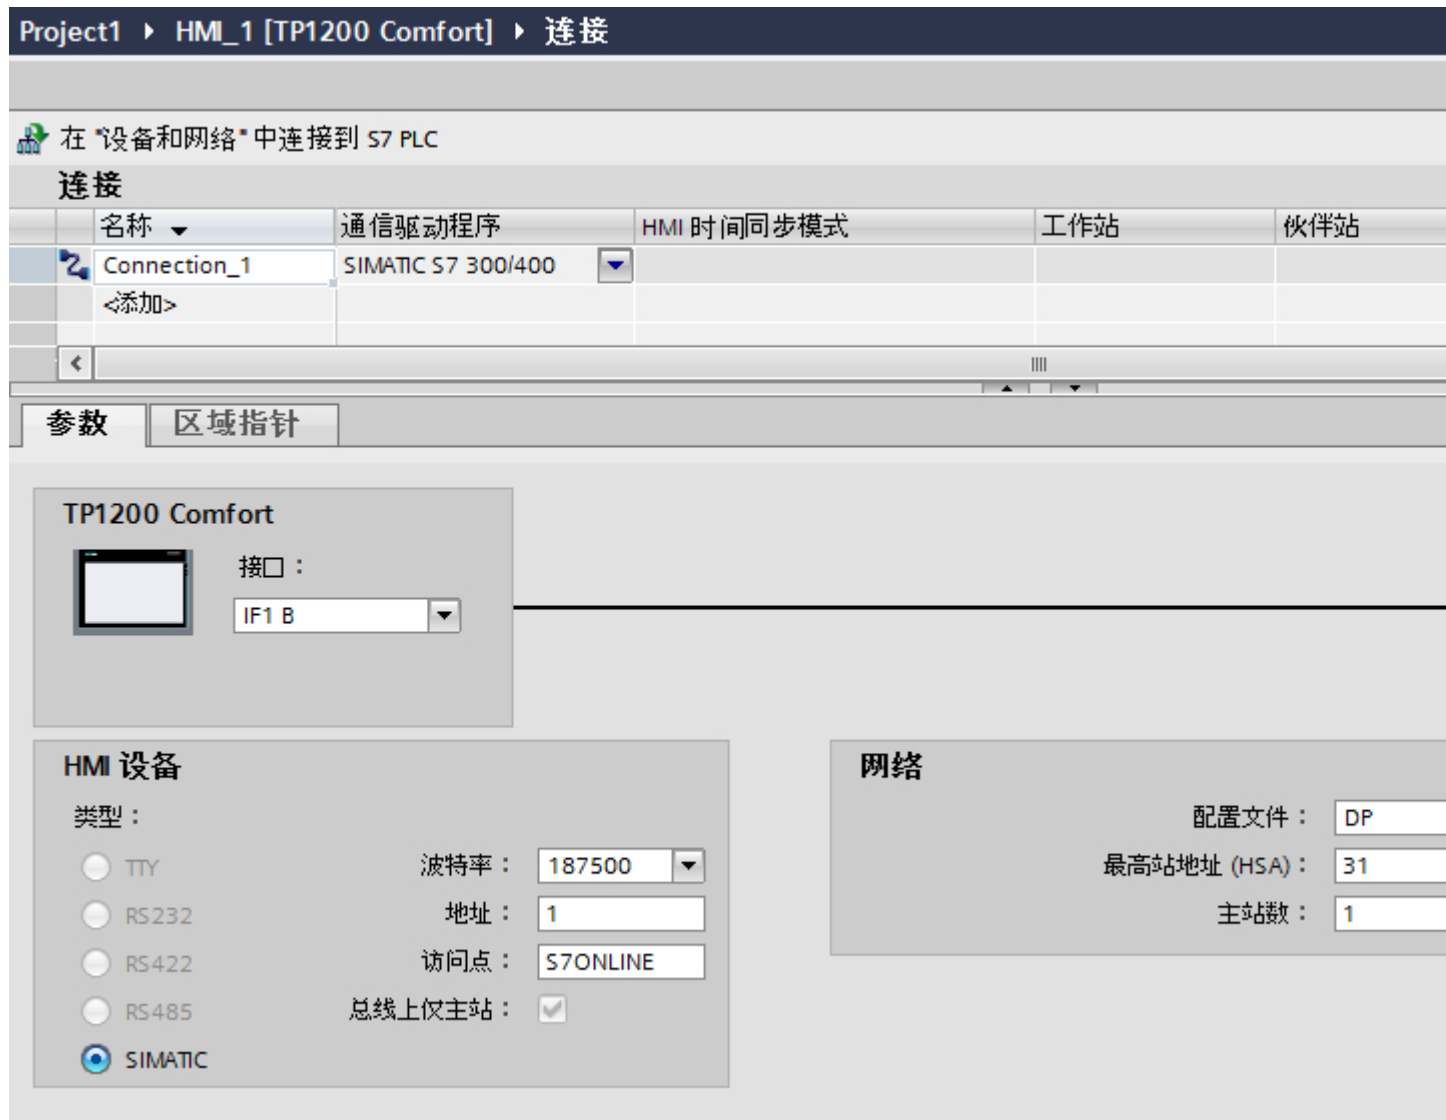 Project1 ▸ HMI_1 [TP1200 Comfort] ▸ 连接
在 "设备和网络" 中连接到 S7 PLC
连接
名称 通信驱动程序 HMI 时间同步模式 工作站 伙伴站
Connection_1 SIMATIC S7 300/400
<添加>
参数 区域指针
TP1200 Comfort
接口：
IF1 B
HMI 设备 网络
类型： 配置文件： DP
TTY 波特率： 187500 最高站地址 (HSA)： 31
RS232 地址： 1 主站数： 1
RS422 访问点： S7ONLINE
RS485 总线上仅主站：
SIMATIC